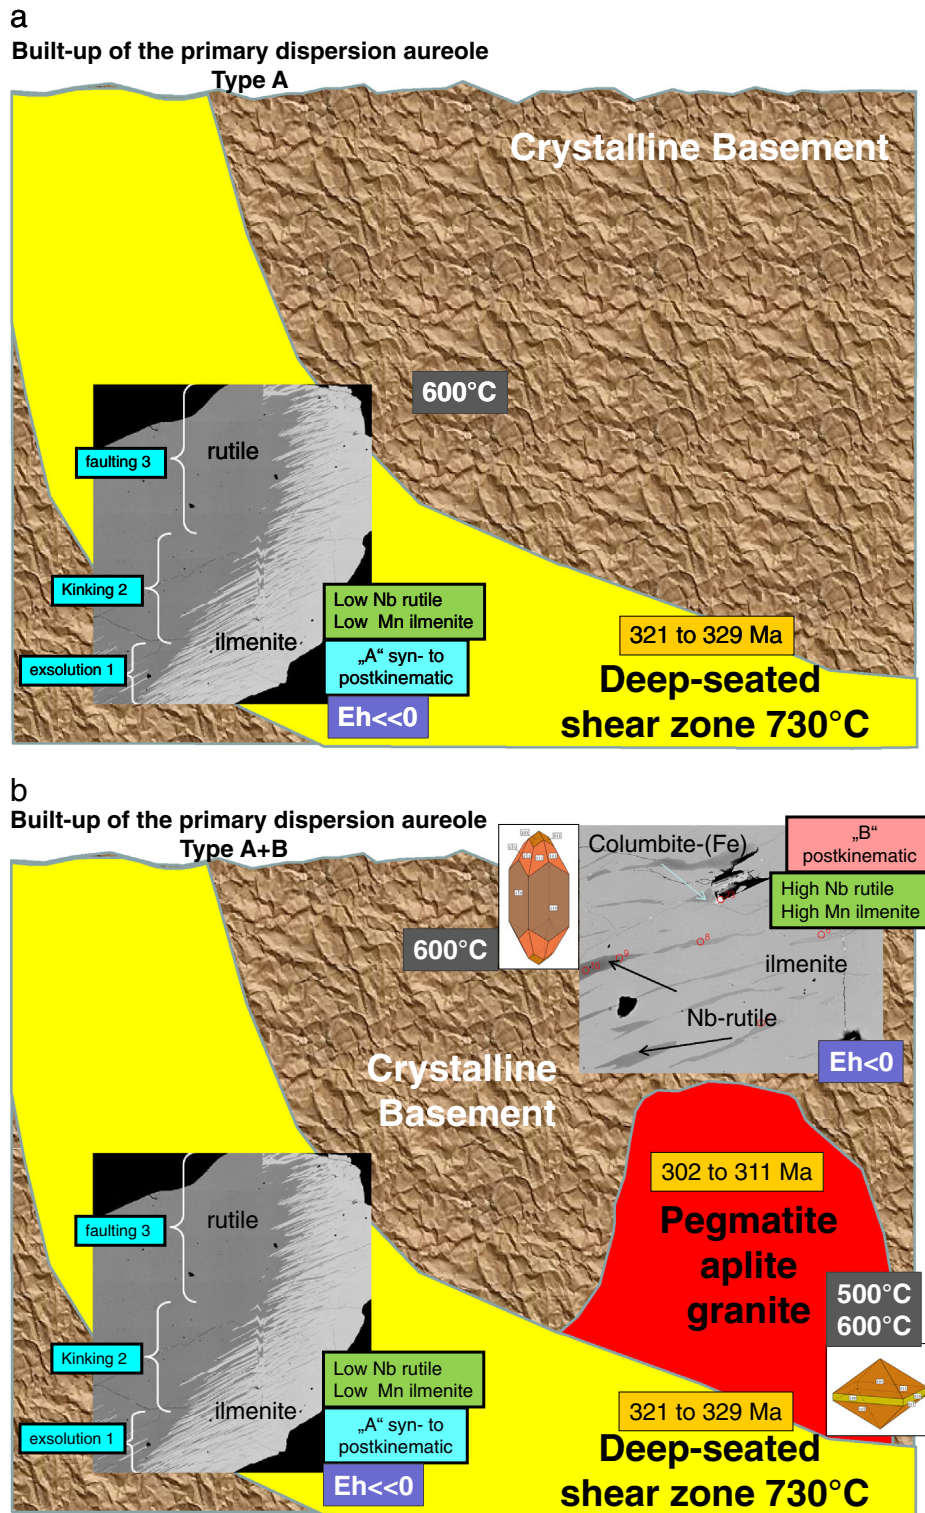 a
Built-up of the primary dispersion aureole
Type A
Crystalline Basement
600°C
rutile
faulting 3
Kinking 2
ilmenite
exsolution 1
Low Nb rutile
Low Mn ilmenite
„A“ syn- to
postkinematic
Eh<<0
321 to 329 Ma
Deep-seated
shear zone 730°C
b
Built-up of the primary dispersion aureole
Type A+B
600°C
Columbite-(Fe)
„B“
postkinematic
High Nb rutile
High Mn ilmenite
ilmenite
Nb-rutile
Eh<0
Crystalline
Basement
302 to 311 Ma
Pegmatite
aplite
granite
500°C
600°C
rutile
faulting 3
Kinking 2
ilmenite
exsolution 1
Low Nb rutile
Low Mn ilmenite
„A“ syn- to
postkinematic
Eh<<0
321 to 329 Ma
Deep-seated
shear zone 730°C